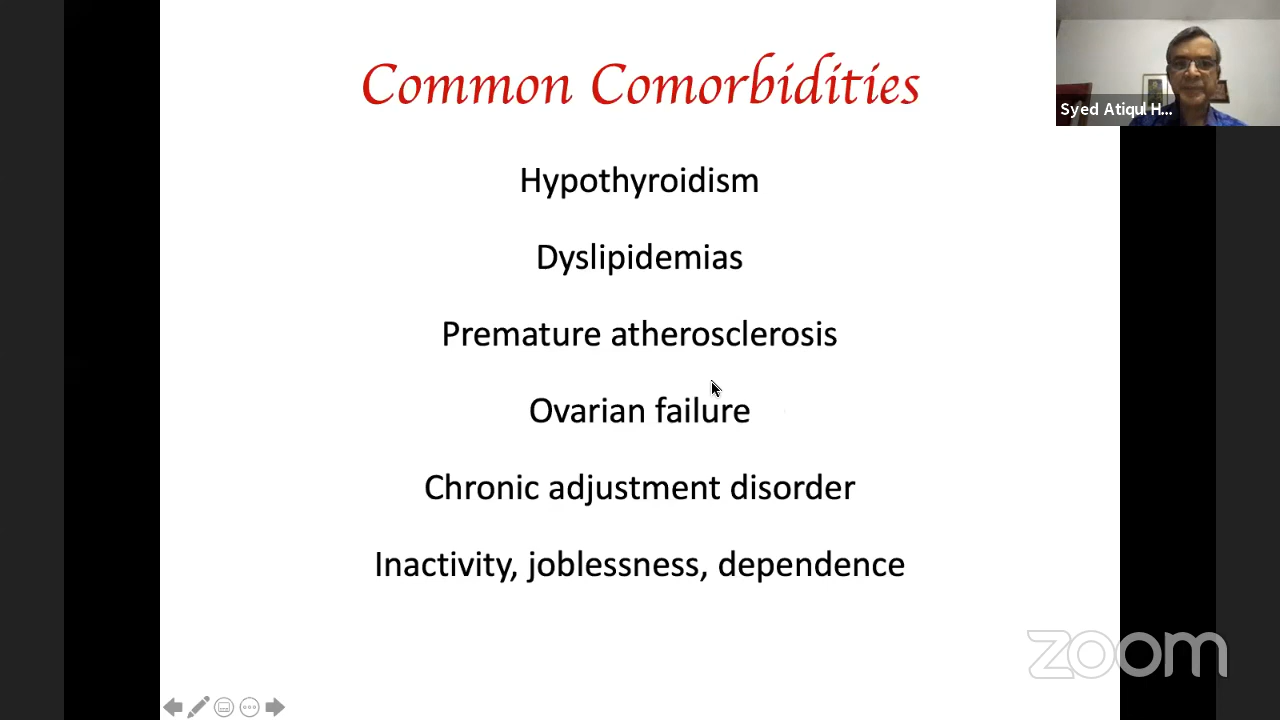 Common Comorbidities
Syed Atiqul H...
Hypothyroidism
Dyslipidemias
Premature atherosclerosis
Ovarian failure
Chronic adjustment disorder
Inactivity, joblessness, dependence
zoom